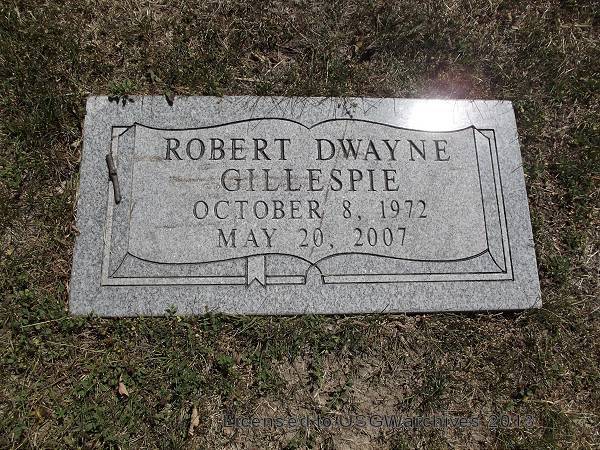 ROBERT DWAYNE
GILLESPIE
OCTOBER 8, 1972
MAY 20, 2007
Licensed to USGWarchives 2013